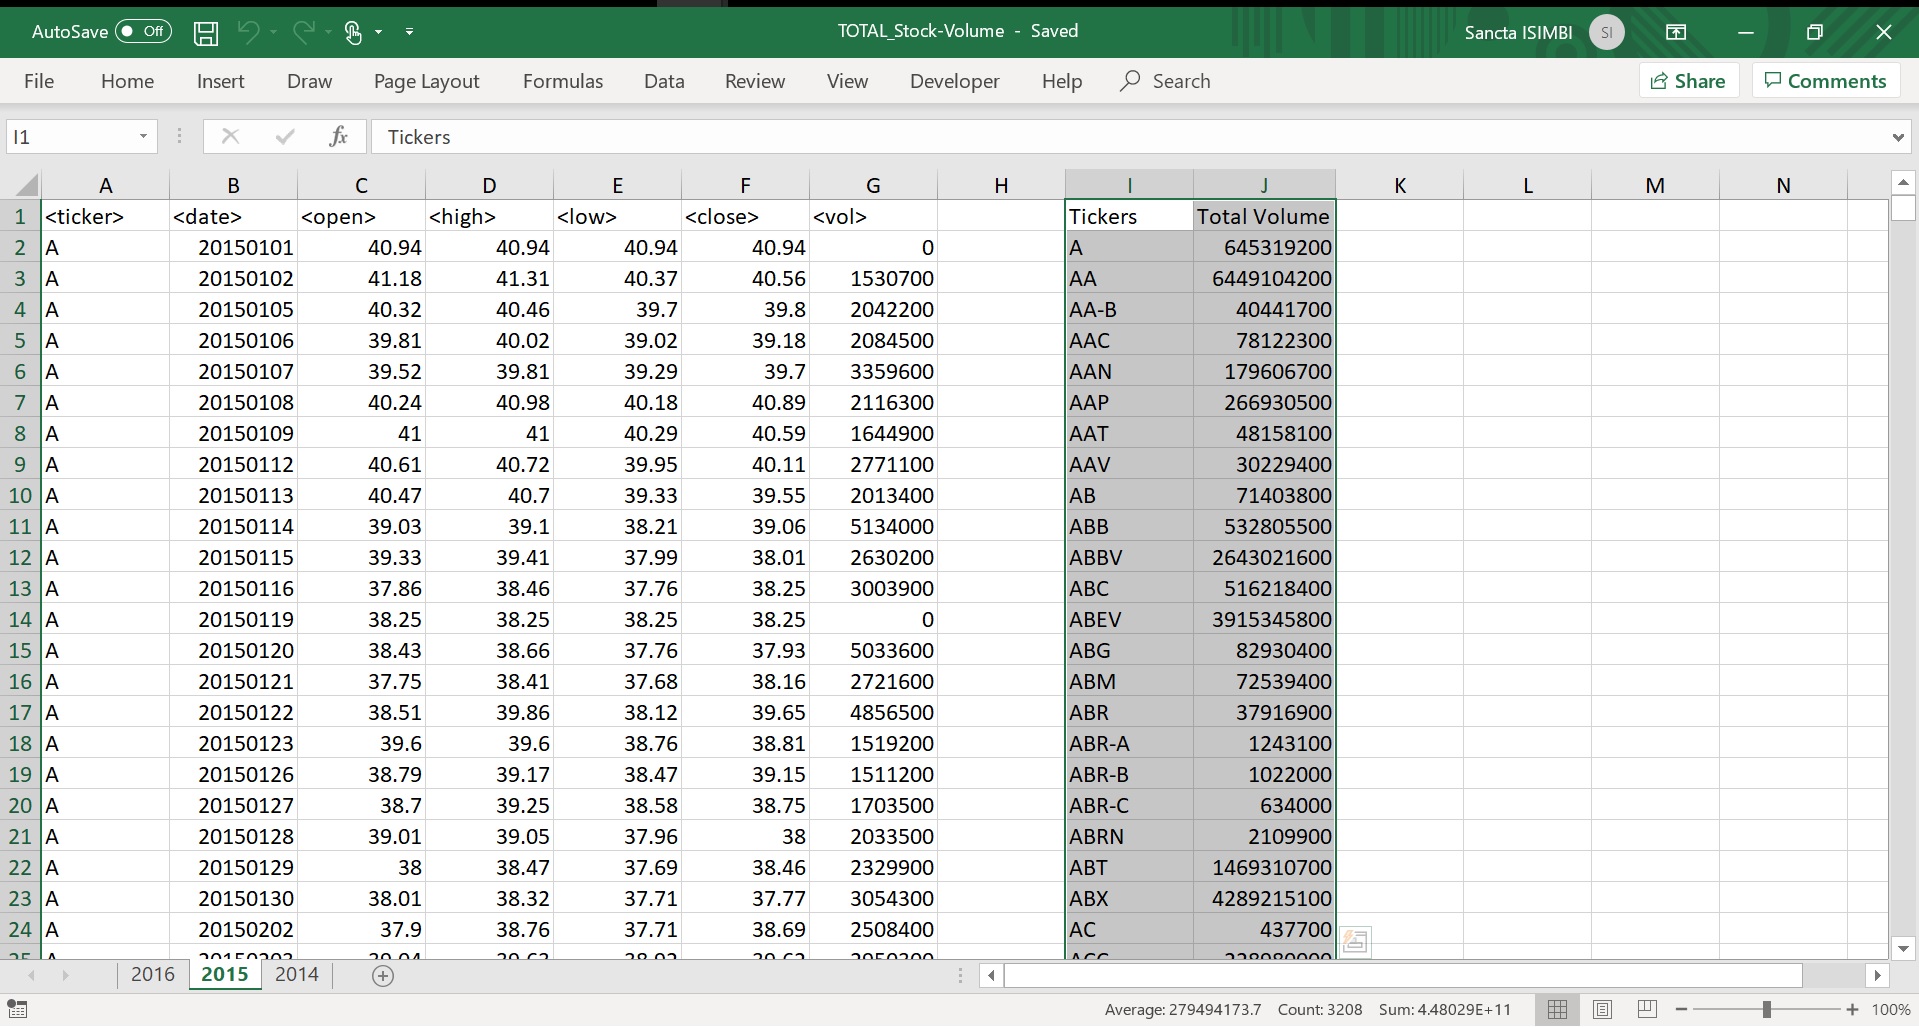 AutoSave Off TOTAL_Stock-Volume - Saved Sancta ISIMBI SI
File Home Insert Draw Page Layout Formulas Data Review View Developer Help Search Share Comments
I1 fx Tickers
A B C D E F G H I J K L M N
1 <ticker> <date> <open> <high> <low> <close> <vol> Tickers Total Volume
2 A 20150101 40.94 40.94 40.94 40.94 0 A 645319200
3 A 20150102 41.18 41.31 40.37 40.56 1530700 AA 6449104200
4 A 20150105 40.32 40.46 39.7 39.8 2042200 AA-B 40441700
5 A 20150106 39.81 40.02 39.02 39.18 2084500 AAC 78122300
6 A 20150107 39.52 39.81 39.29 39.7 3359600 AAN 179606700
7 A 20150108 40.24 40.98 40.18 40.89 2116300 AAP 266930500
8 A 20150109 41 41 40.29 40.59 1644900 AAT 48158100
9 A 20150112 40.61 40.72 39.95 40.11 2771100 AAV 30229400
10 A 20150113 40.47 40.7 39.33 39.55 2013400 AB 71403800
11 A 20150114 39.03 39.1 38.21 39.06 5134000 ABB 532805500
12 A 20150115 39.33 39.41 37.99 38.01 2630200 ABBV 2643021600
13 A 20150116 37.86 38.46 37.76 38.25 3003900 ABC 516218400
14 A 20150119 38.25 38.25 38.25 38.25 0 ABEV 3915345800
15 A 20150120 38.43 38.66 37.76 37.93 5033600 ABG 82930400
16 A 20150121 37.75 38.41 37.68 38.16 2721600 ABM 72539400
17 A 20150122 38.51 39.86 38.12 39.65 4856500 ABR 37916900
18 A 20150123 39.6 39.6 38.76 38.81 1519200 ABR-A 1243100
19 A 20150126 38.79 39.17 38.47 39.15 1511200 ABR-B 1022000
20 A 20150127 38.7 39.25 38.58 38.75 1703500 ABR-C 634000
21 A 20150128 39.01 39.05 37.96 38 2033500 ABRN 2109900
22 A 20150129 38 38.47 37.69 38.46 2329900 ABT 1469310700
23 A 20150130 38.01 38.32 37.71 37.77 3054300 ABX 4289215100
24 A 20150202 37.9 38.76 37.71 38.69 2508400 AC 437700
2016 2015 2014
Average: 279494173.7 Count: 3208 Sum: 4.48029E+11 100%